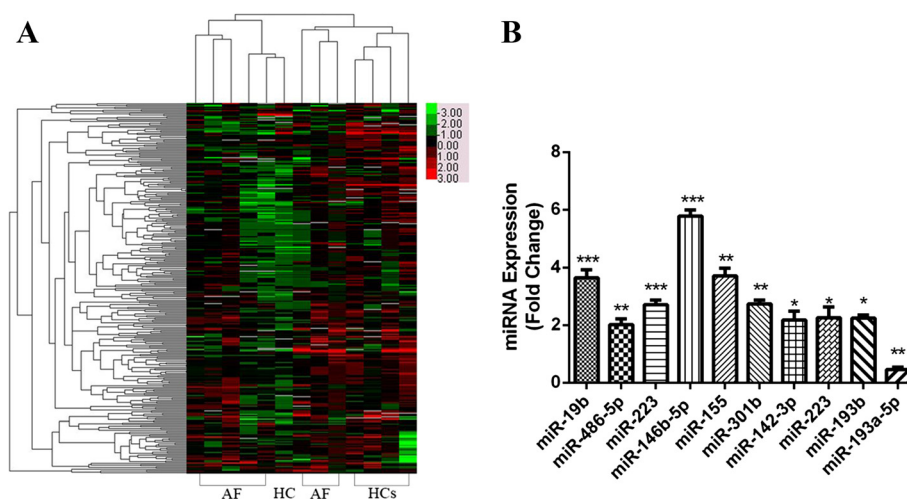 A
-3.00
-2.00
-1.00
0.00
1.00
2.00
3.00
AF
HC
AF
HCs
B
miRNA Expression
(Fold Change)
8
6
4
2
0
***
**
***
***
**
**
*
*
*
**
miR-19b
miR-486-5p
miR-223
miR-146b-5p
miR-155
miR-301b
miR-142-3p
miR-223
miR-193b
miR-193a-5p